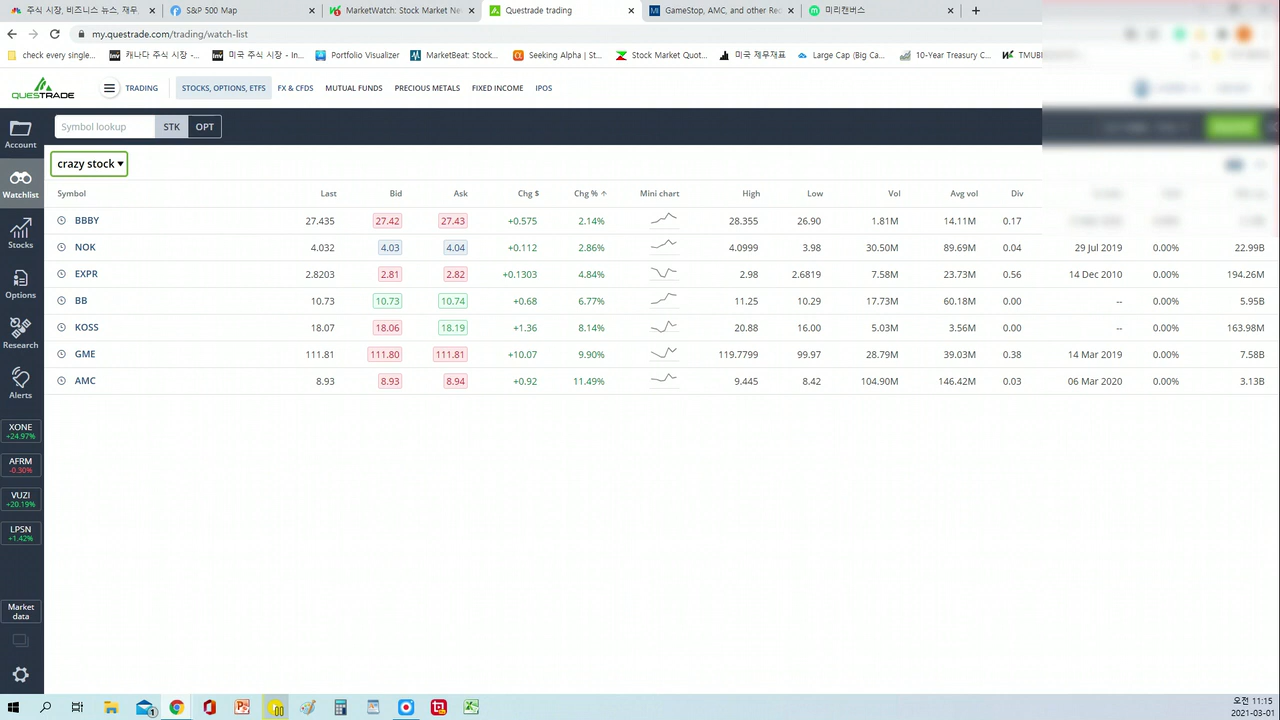 주식 시장, 비즈니스 뉴스, 재무,
S&P 500 Map
MarketWatch: Stock Market Ne
Questrade trading
GameStop, AMC, and other Red
미리캔버스
my.questrade.com/trading/watch-list
check every single...
캐나다 주식 시장 -...
미국 주식 시장 - In...
Portfolio Visualizer
MarketBeat: Stock...
Seeking Alpha | St...
Stock Market Quot...
미국 재무제표
Large Cap (Big Ca...
10-Year Treasury C...
TMUB
QUESTRADE
TRADING
STOCKS, OPTIONS, ETFS
FX & CFDS
MUTUAL FUNDS
PRECIOUS METALS
FIXED INCOME
IPOS
Symbol lookup STK OPT
Account
Watchlist
Stocks
Options
Research
Alerts
XONE
+24.97%
AFRM
-0.30%
VUZI
+20.19%
LPSN
+1.42%
Market
data
crazy stock
Symbol Last Bid Ask Chg $ Chg % Mini chart High Low Vol Avg vol Div
BBBY 27.435 27.42 27.43 +0.575 2.14% 28.355 26.90 1.81M 14.11M 0.17
NOK 4.032 4.03 4.04 +0.112 2.86% 4.0999 3.98 30.50M 89.69M 0.04 29 Jul 2019 0.00% 22.99B
EXPR 2.8203 2.81 2.82 +0.1303 4.84% 2.98 2.6819 7.58M 23.73M 0.56 14 Dec 2010 0.00% 194.26M
BB 10.73 10.73 10.74 +0.68 6.77% 11.25 10.29 17.73M 60.18M 0.00 -- 0.00% 5.95B
KOSS 18.07 18.06 18.19 +1.36 8.14% 20.88 16.00 5.03M 3.56M 0.00 -- 0.00% 163.98M
GME 111.81 111.80 111.81 +10.07 9.90% 119.7799 99.97 28.79M 39.03M 0.38 14 Mar 2019 0.00% 7.58B
AMC 8.93 8.93 8.94 +0.92 11.49% 9.445 8.42 104.90M 146.42M 0.03 06 Mar 2020 0.00% 3.13B
오전 11:15
2021-03-01